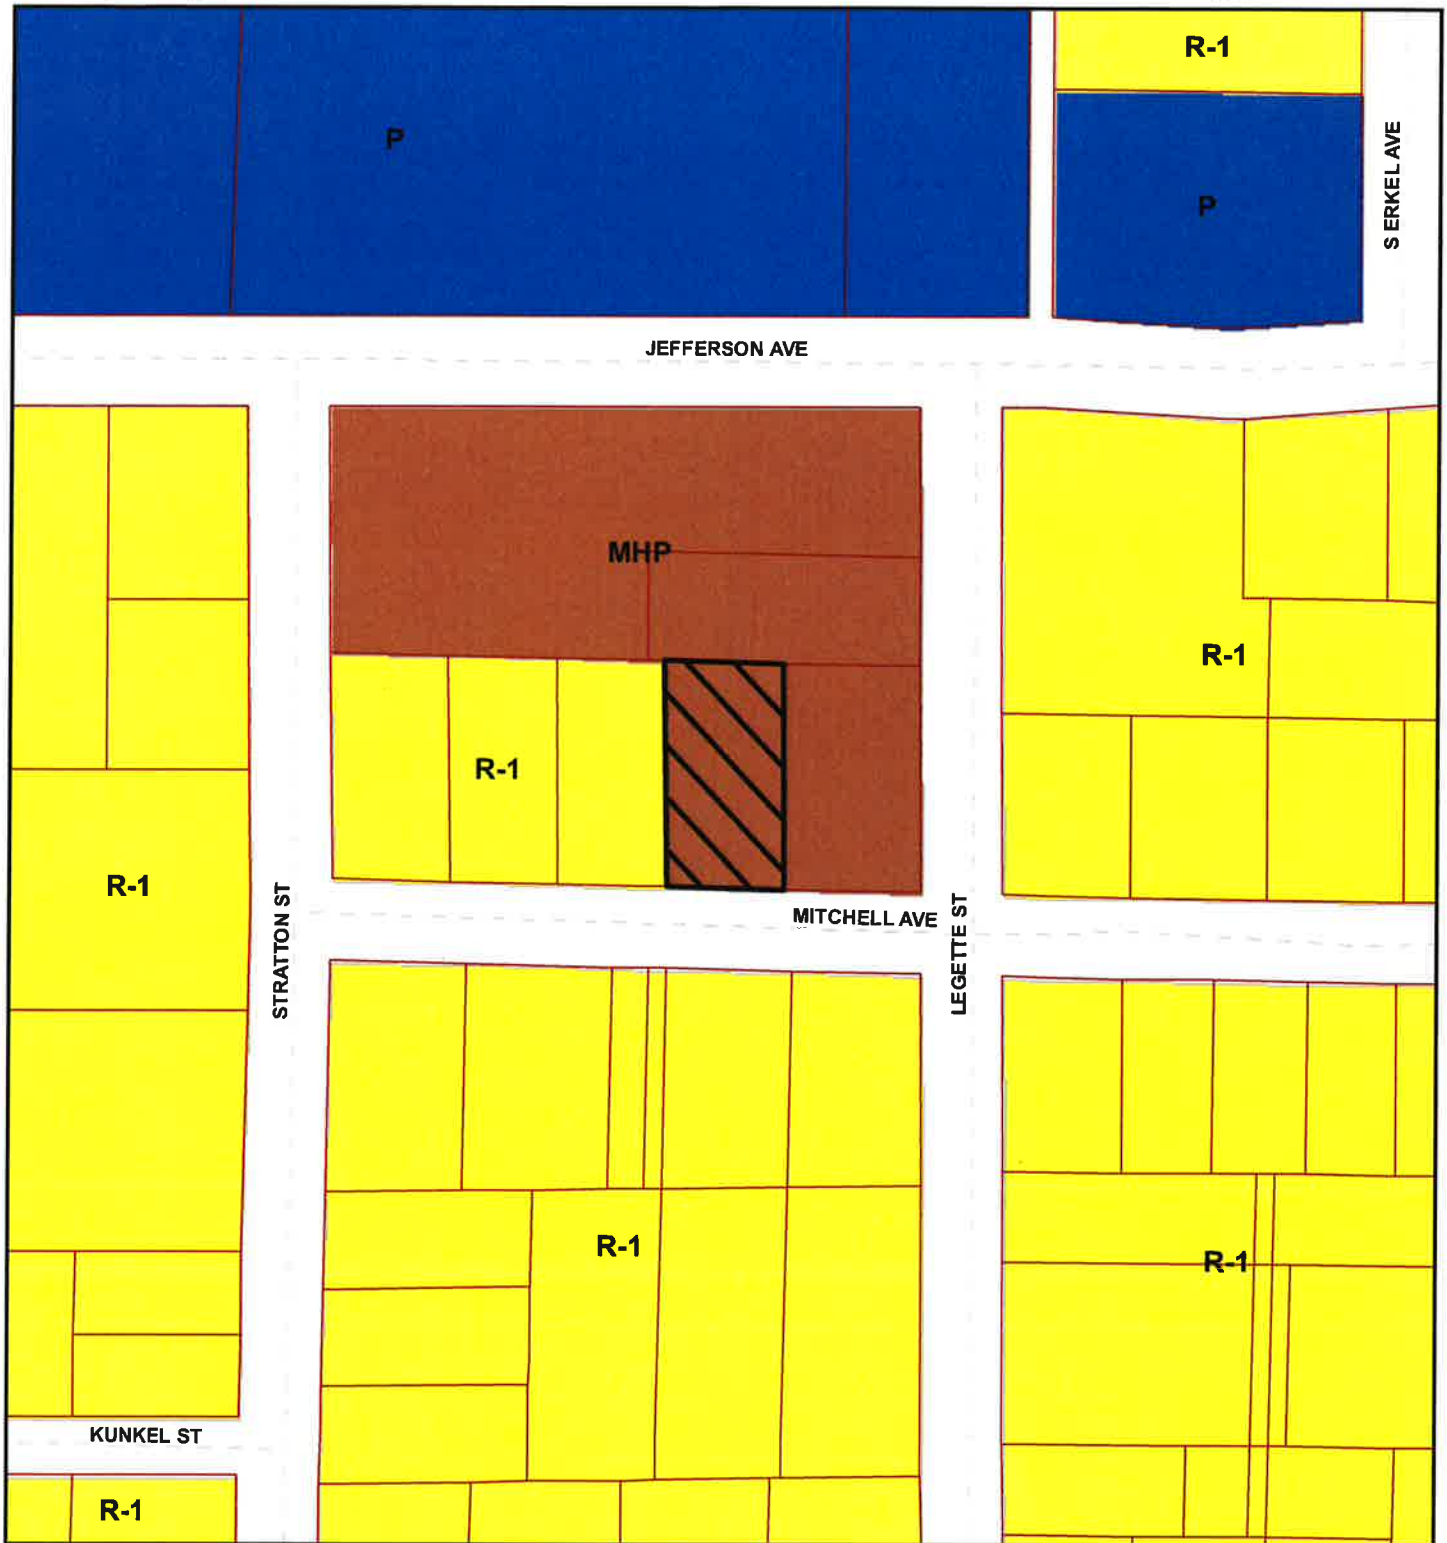 R-1
P
P
S ERKEL AVE
JEFFERSON AVE
MHP
R-1
R-1
R-1
STRATTON ST
MITCHELL AVE
LEGETTE ST
R-1
R-1
KUNKEL ST
R-1